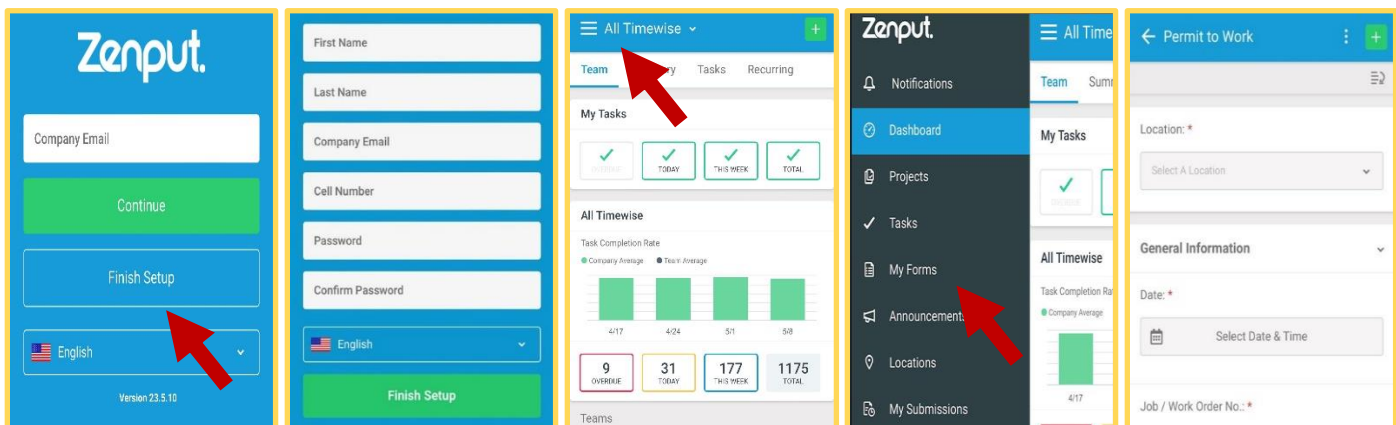 Zenput.
Company Email
Continue
Finish Setup
English
Version 23.5.10
First Name
Last Name
Company Email
Cell Number
Password
Confirm Password
English
Finish Setup
All Timewise
Team
Tasks
Recurring
My Tasks
OVERDUE
TODAY
THIS WEEK
TOTAL
All Timewise
Task Completion Rate
Company Average
Team Average
4/17
4/24
5/1
5/8
9
31
177
1175
OVERDUE
TODAY
THIS WEEK
TOTAL
Teams
Zenput.
Notifications
Dashboard
Projects
Tasks
My Forms
Announcements
Locations
My Submissions
All Time
Team
Summ
My Tasks
All Timewise
Task Completion Rat
Company Average
4/17
Permit to Work
Location: *
Select A Location
General Information
Date: *
Select Date & Time
Job / Work Order No.: *